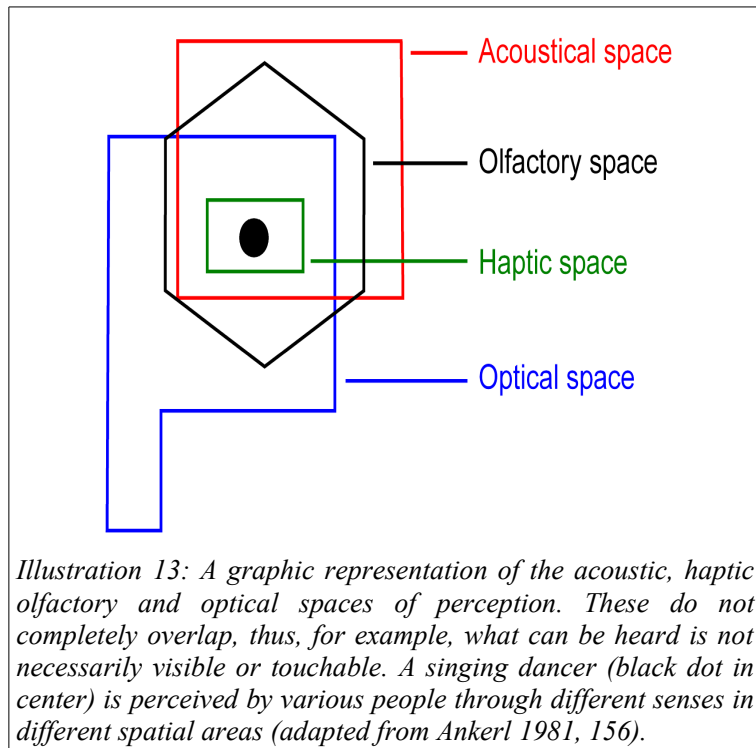 Acoustical space
Olfactory space
Haptic space
Optical space
Illustration 13: A graphic representation of the acoustic, haptic
olfactory and optical spaces of perception. These do not
completely overlap, thus, for example, what can be heard is not
necessarily visible or touchable. A singing dancer (black dot in
center) is perceived by various people through different senses in
different spatial areas (adapted from Ankerl 1981, 156).